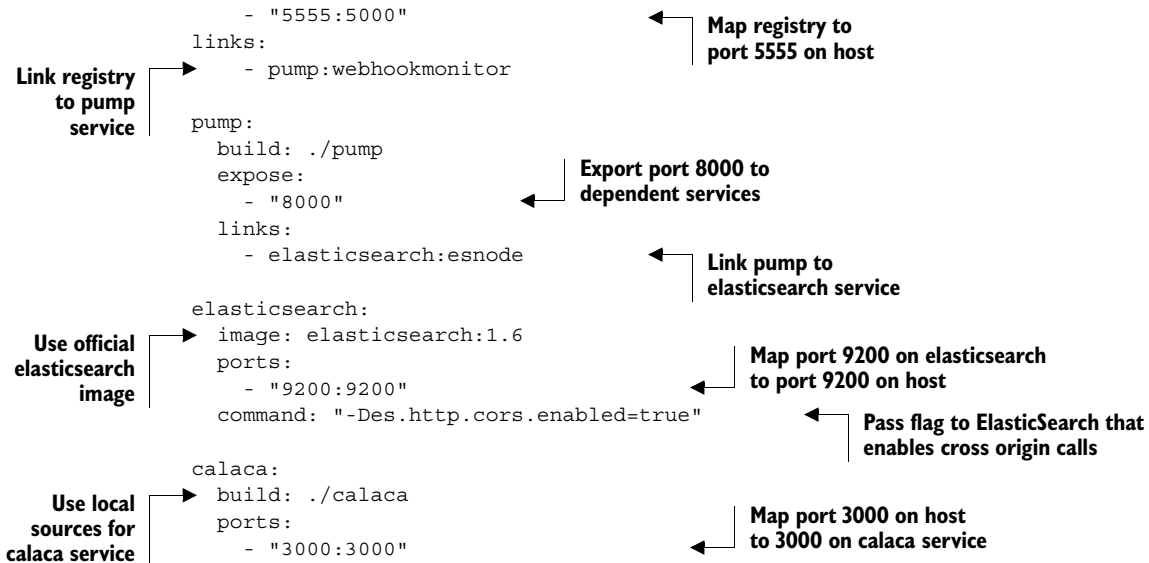 - "5555:5000"
Map registry to
port 5555 on host
links:
    - pump:webhookmonitor
Link registry
to pump
service
pump:
  build: ./pump
  expose:
    - "8000"
Export port 8000 to
dependent services
  links:
    - elasticsearch:esnode
Link pump to
elasticsearch service
elasticsearch:
  image: elasticsearch:1.6
Use official
elasticsearch
image
  ports:
    - "9200:9200"
Map port 9200 on elasticsearch
to port 9200 on host
  command: "-Des.http.cors.enabled=true"
Pass flag to ElasticSearch that
enables cross origin calls
calaca:
  build: ./calaca
Use local
sources for
calaca service
  ports:
    - "3000:3000"
Map port 3000 on host
to 3000 on calaca service